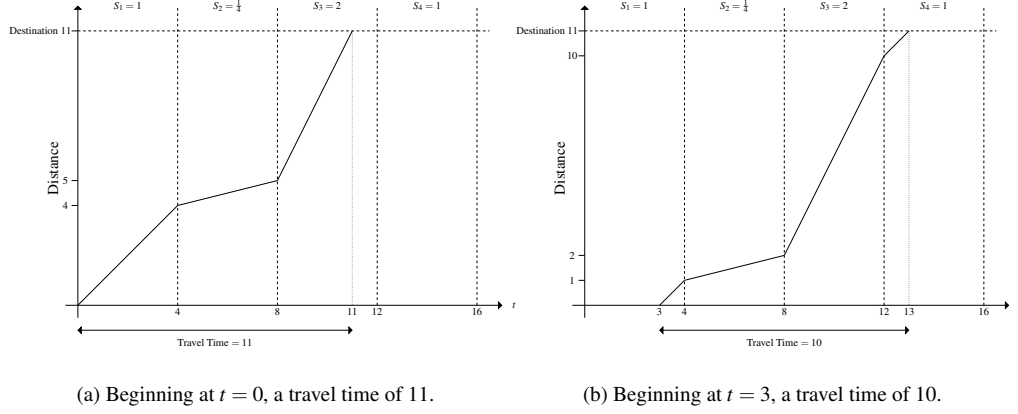 S₁ = 1 S₂ = 1/4 S₃ = 2 S₄ = 1
Destination 11
Distance
5
4
4 8 11 12 16 t
Travel Time = 11
(a) Beginning at t = 0, a travel time of 11.
S₁ = 1 S₂ = 1/4 S₃ = 2 S₄ = 1
Destination 11
10
Distance
2
1
3 4 8 12 13 16
Travel Time = 10
(b) Beginning at t = 3, a travel time of 10.